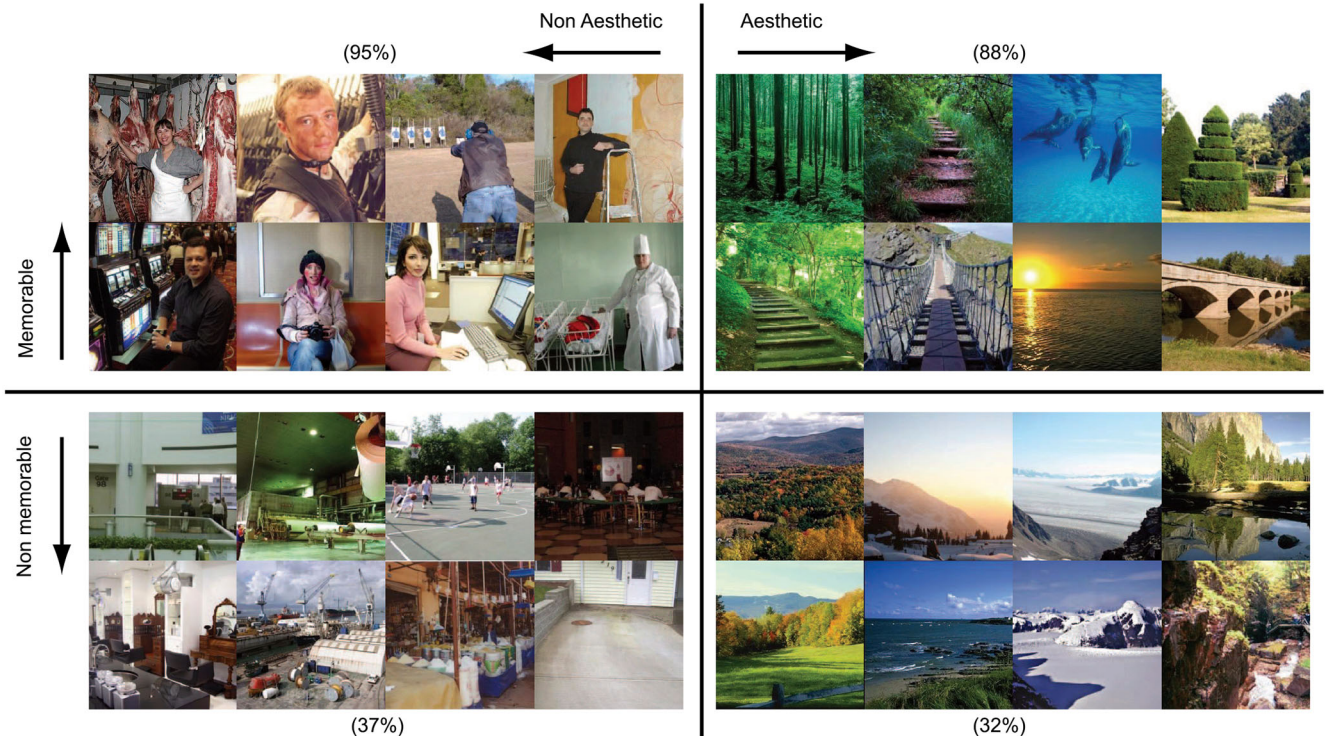 Non Aesthetic
Aesthetic
(95%)
(88%)
Memorable
Non memorable
(37%)
(32%)